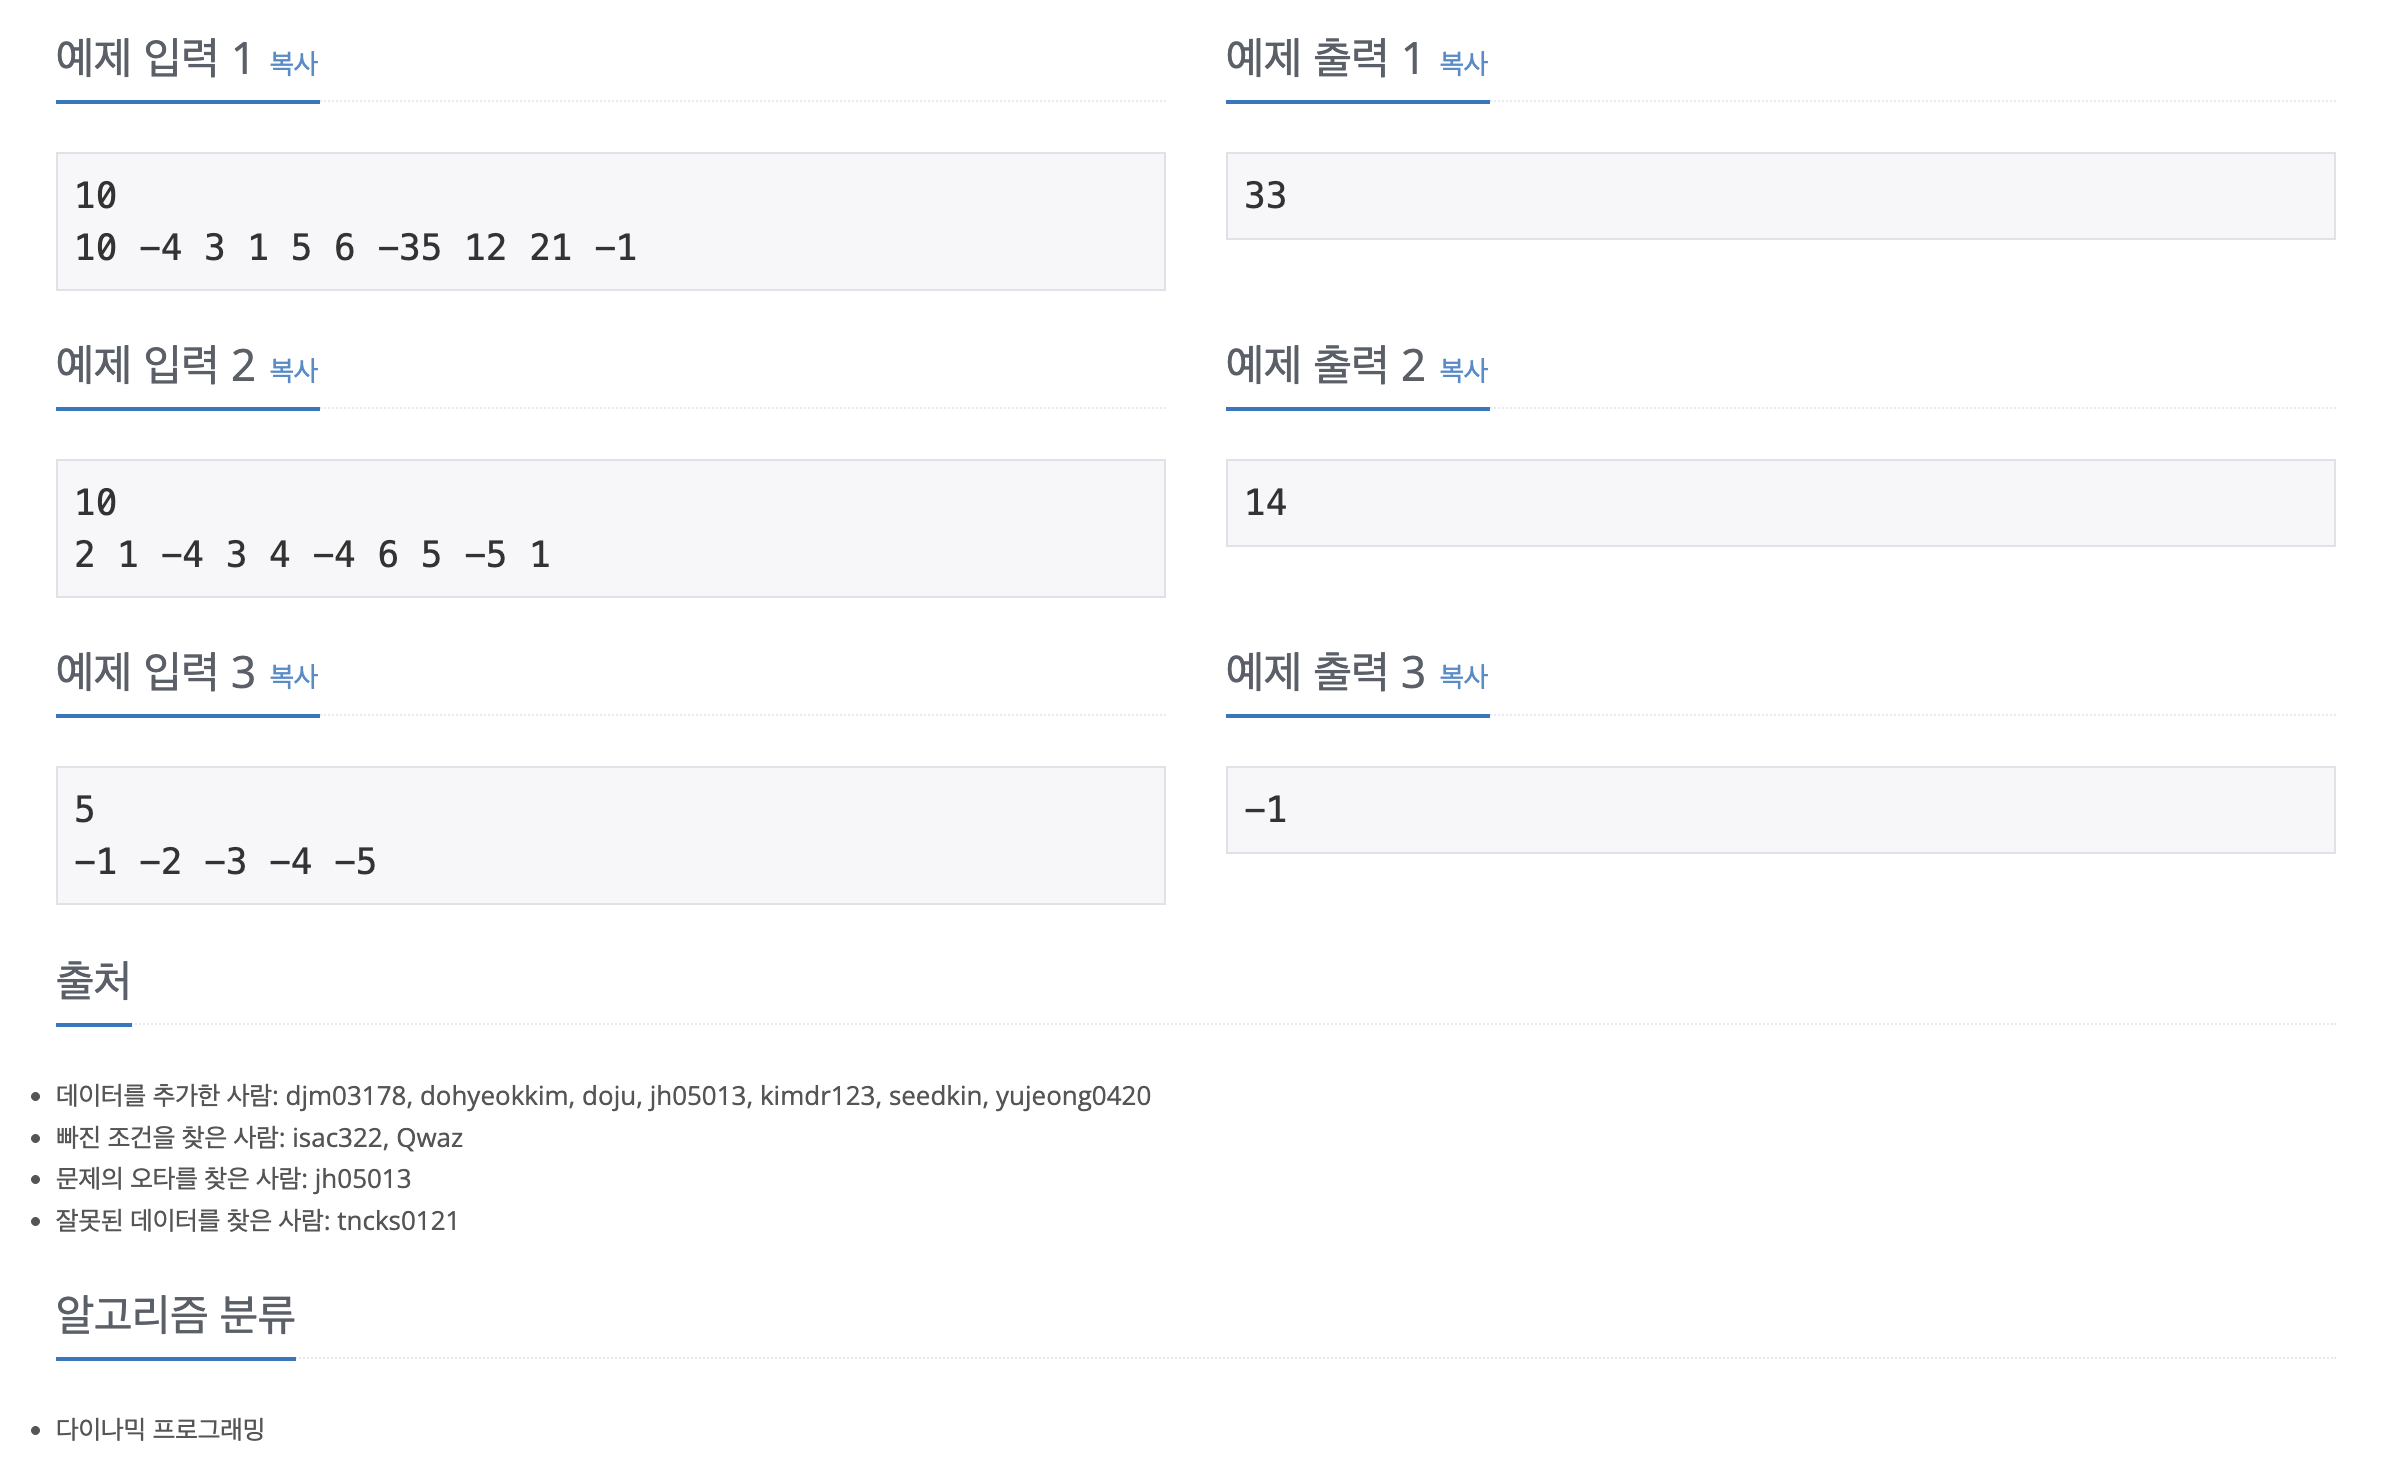 예제 입력 1 복사
10
10 -4 3 1 5 6 -35 12 21 -1
예제 출력 1 복사
33
예제 입력 2 복사
10
2 1 -4 3 4 -4 6 5 -5 1
예제 출력 2 복사
14
예제 입력 3 복사
5
-1 -2 -3 -4 -5
예제 출력 3 복사
-1
출처
데이터를 추가한 사람: djm03178, dohyeokkim, doju, jh05013, kimdr123, seedkin, yujeong0420
빠진 조건을 찾은 사람: isac322, Qwaz
문제의 오타를 찾은 사람: jh05013
잘못된 데이터를 찾은 사람: tncks0121
알고리즘 분류
다이나믹 프로그래밍